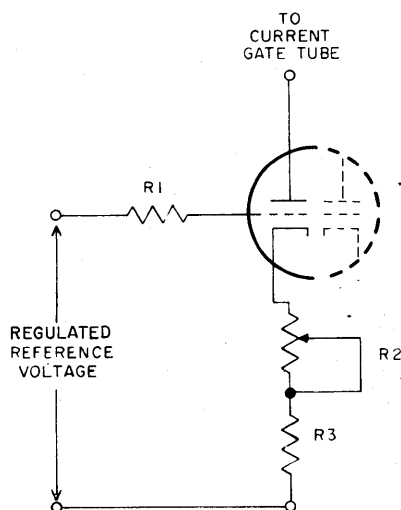 TO
CURRENT
GATE TUBE
R1
REGULATED
REFERENCE
VOLTAGE
R2
R3